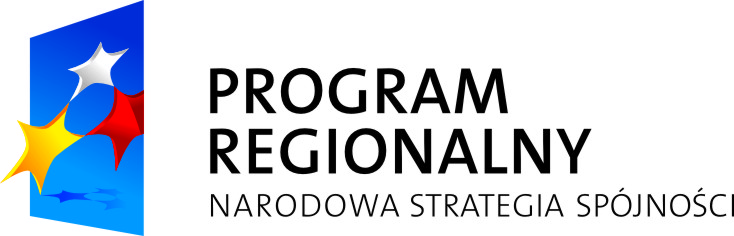 PROGRAM
REGIONALNY
NARODOWA STRATEGIA SPÓJNOŚCI